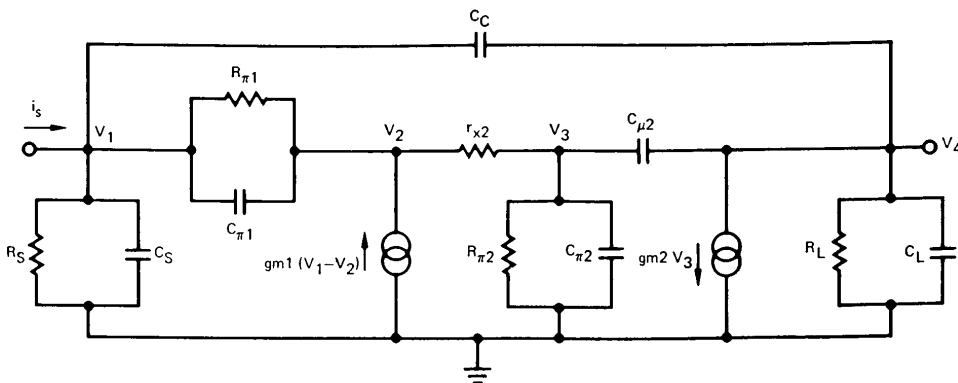 C_C
R_π1
i_s
V_1
V_2
r_x2
V_3
C_μ2
V_4
C_π1
R_S
C_S
gm1 (V_1–V_2)
R_π2
C_π2
gm2 V_3
R_L
C_L